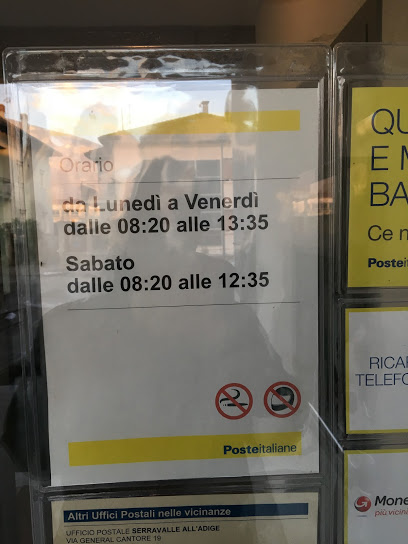 Orario
da Lunedì a Venerdì
dalle 08:20 alle 13:35
Sabato
dalle 08:20 alle 12:35
Posteitaliane
Altri Uffici Postali nelle vicinanze
UFFICIO POSTALE SERRAVALLE ALL'ADIGE
VIA GENERAL CANTORE 19
QU
E M
BA
Ce n
Posteit
RICAR
TELEFO
Mone
più vicina